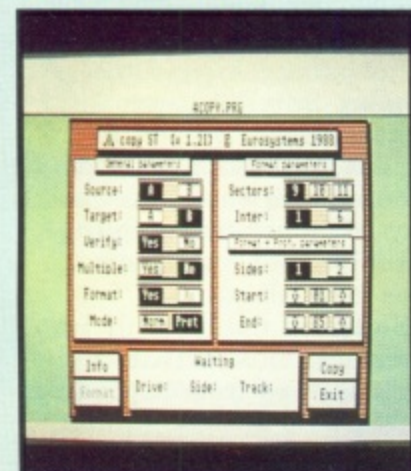 ACOPY.PRG
A copy ST (v 1.21) © Eurosystems 1988
General parameters
Source: A B
Target: A B
Verify: Yes No
Multiple: Yes No
Format: Yes
Mode: Norm Prot
Format parameters
Sectors: 9 10 11
Inter: 1 6
Format + Prot. parameters
Sides: 1 2
Start:
End:
Info
Format
Waiting
Drive: Side: Track:
Copy
Exit